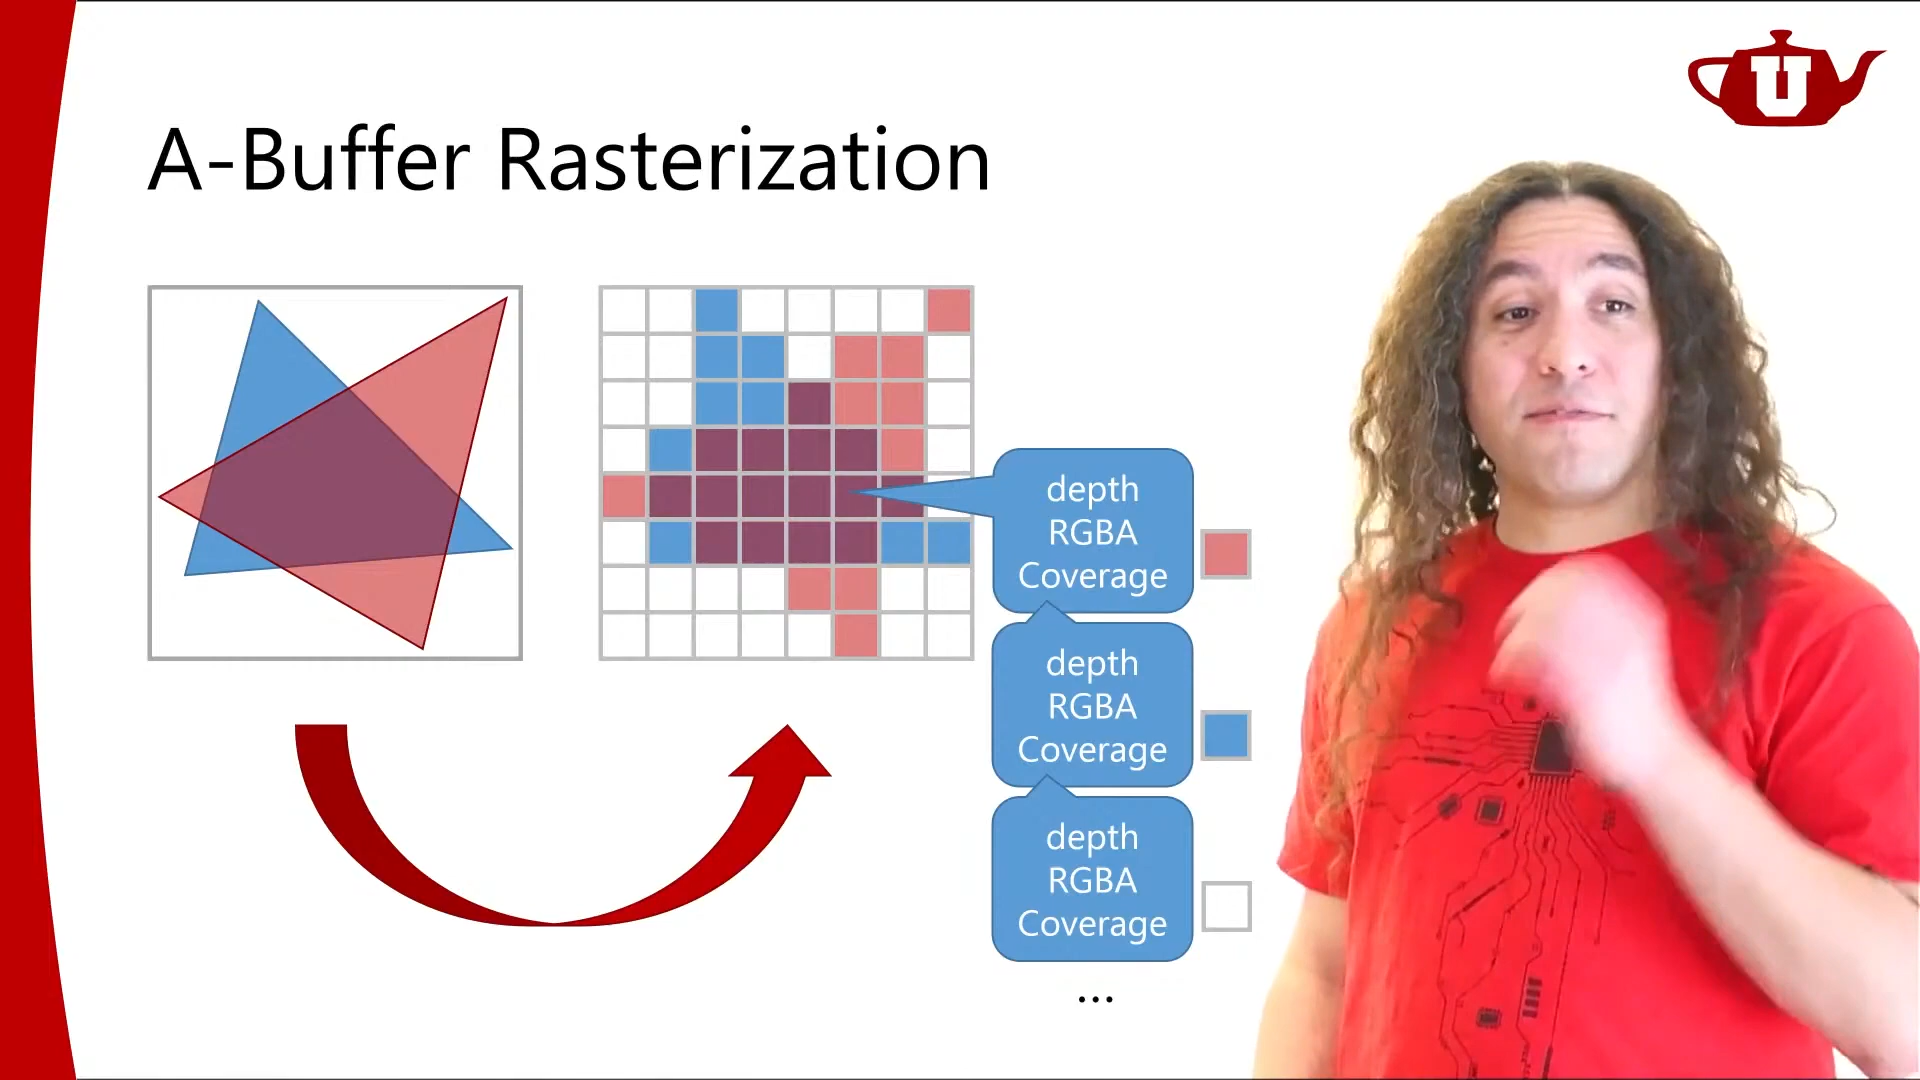 U
A-Buffer Rasterization
depth
RGBA
Coverage
depth
RGBA
Coverage
depth
RGBA
Coverage
...